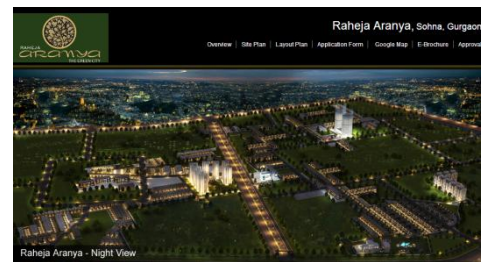 Raheja Aranya, Sohna, Gurgaon
RAHEJA
aranya
THE GREEN CITY
Overview | Site Plan | Layout Plan | Application Form | Google Map | E-Brochure | Approval
Raheja Aranya - Night View